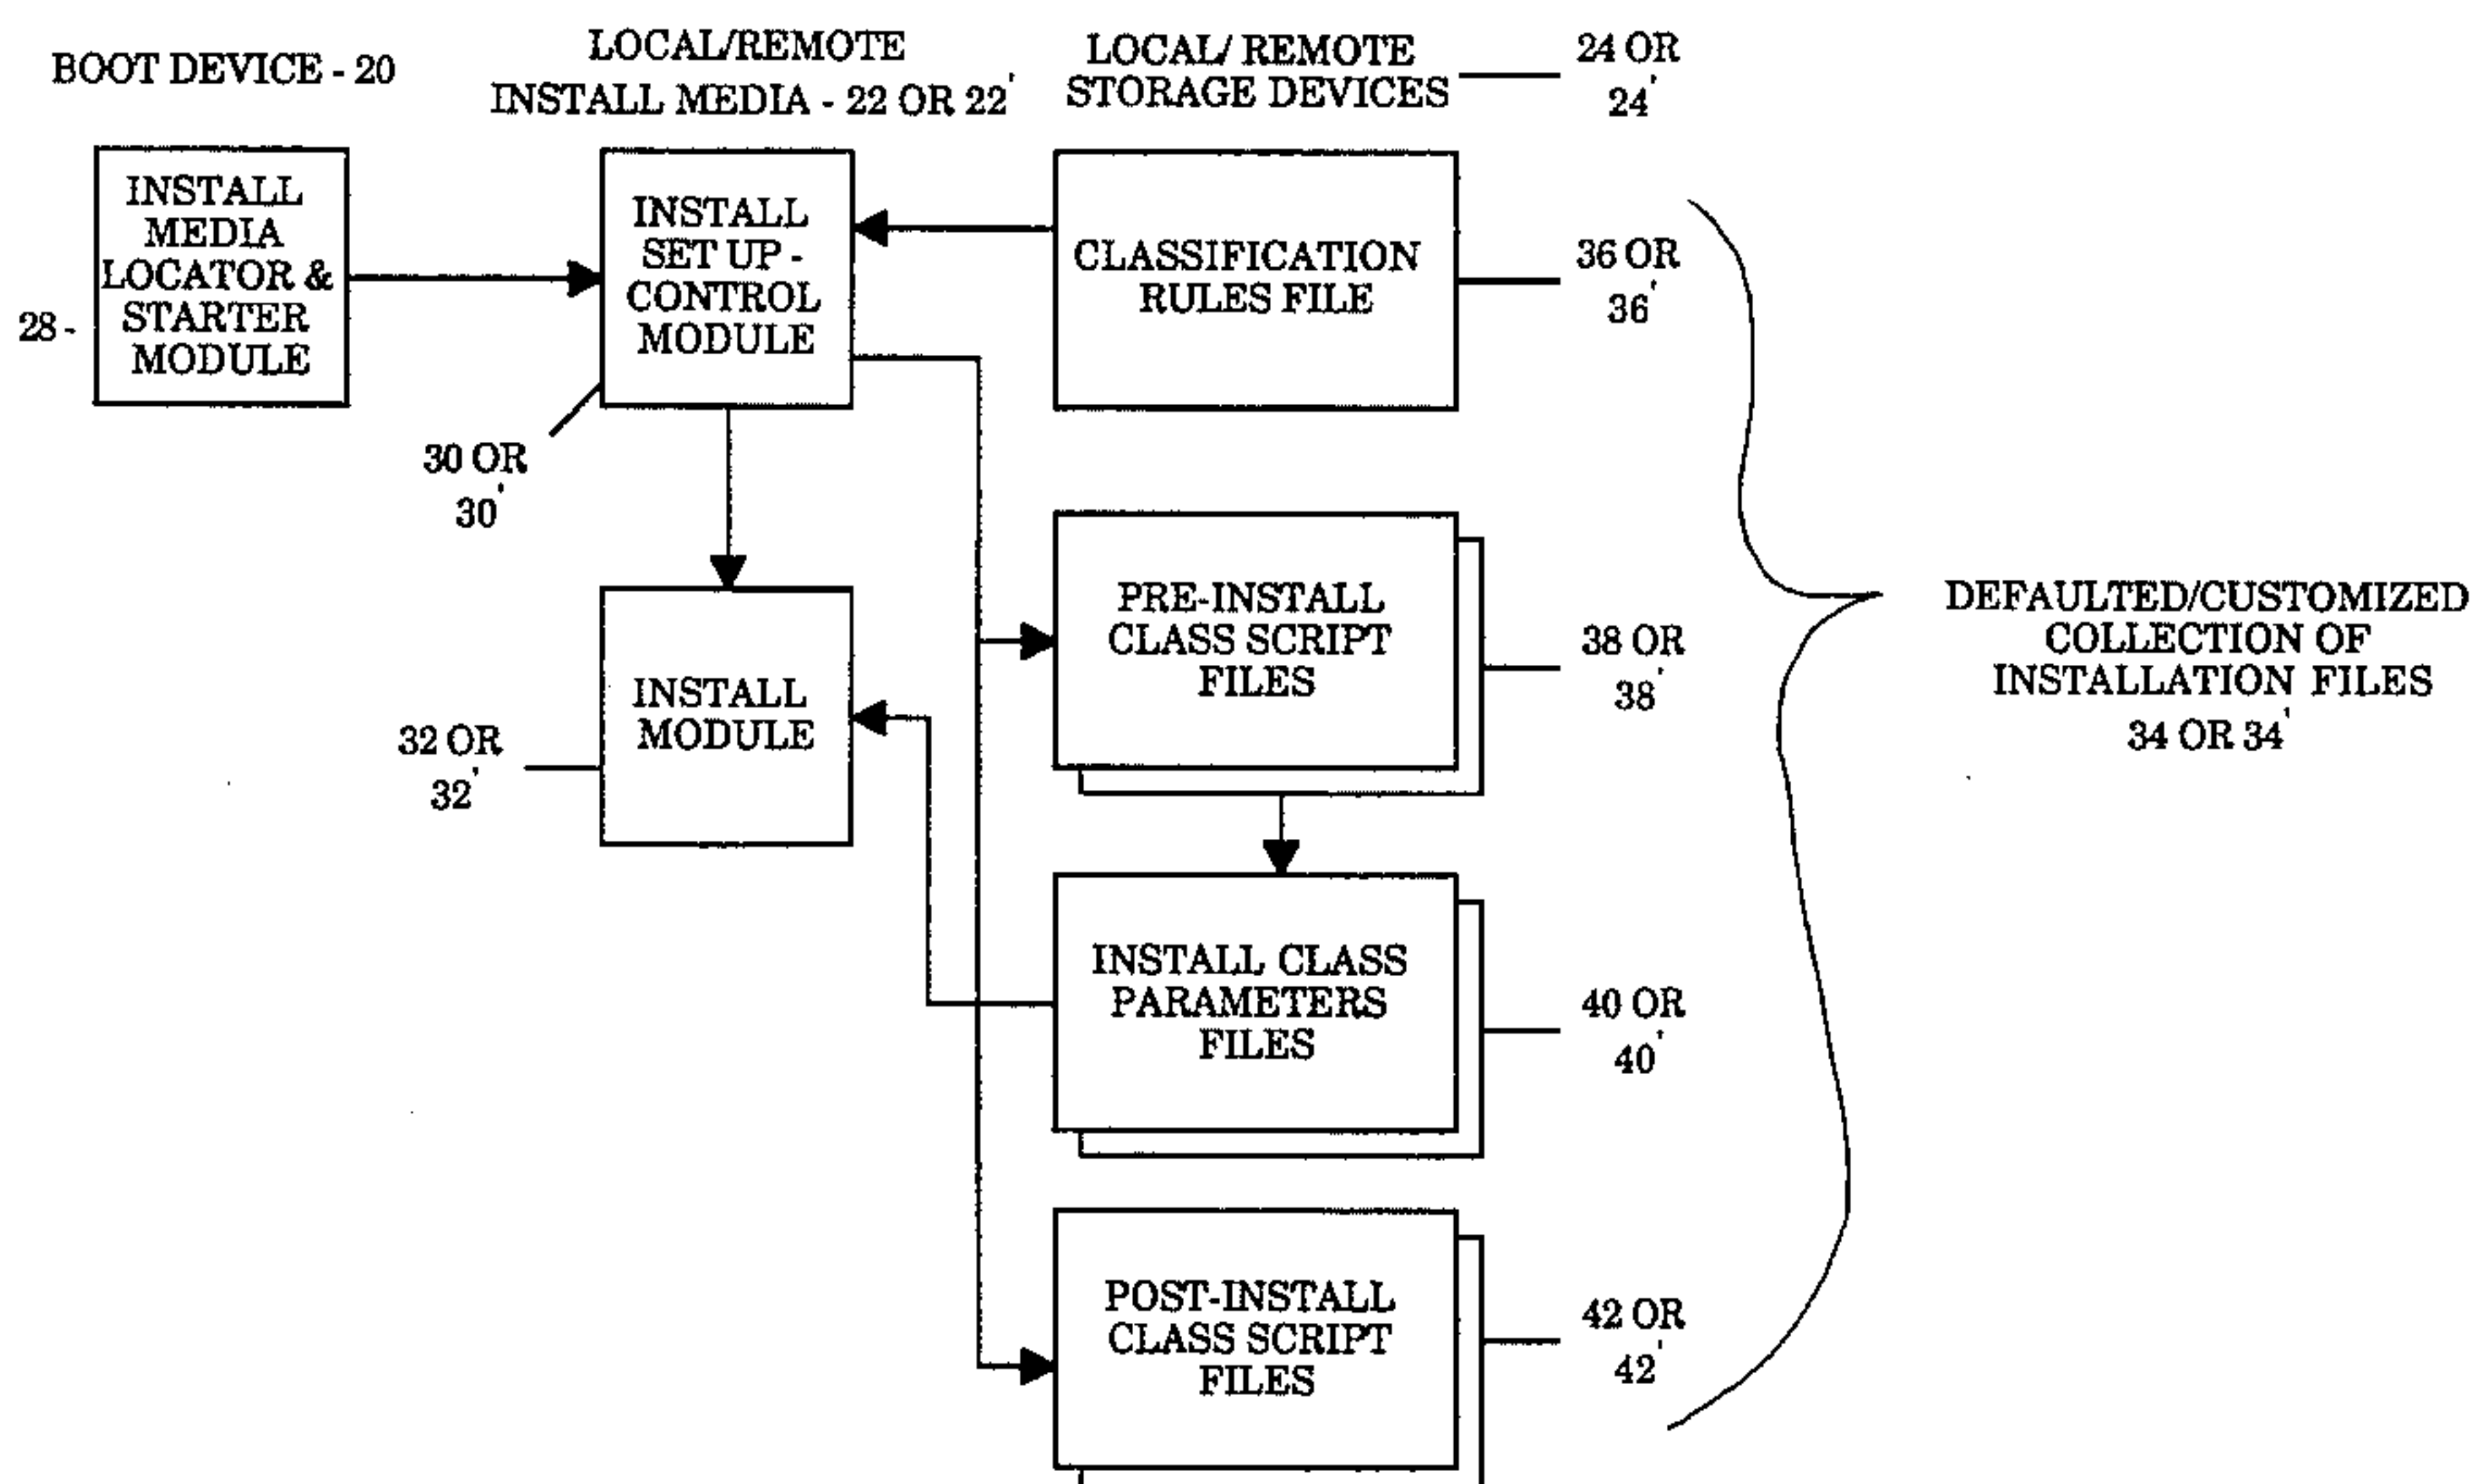 BOOT DEVICE - 20
LOCAL/REMOTE
INSTALL MEDIA - 22 OR 22'
LOCAL/ REMOTE
STORAGE DEVICES
24 OR
24'
INSTALL
MEDIA
LOCATOR &
STARTER
MODULE
28 -
INSTALL
SET UP -
CONTROL
MODULE
30 OR
30'
CLASSIFICATION
RULES FILE
36 OR
36'
INSTALL
MODULE
32 OR
32'
PRE-INSTALL
CLASS SCRIPT
FILES
38 OR
38'
INSTALL CLASS
PARAMETERS
FILES
40 OR
40'
POST-INSTALL
CLASS SCRIPT
FILES
42 OR
42'
DEFAULTED/CUSTOMIZED
COLLECTION OF
INSTALLATION FILES
34 OR 34'